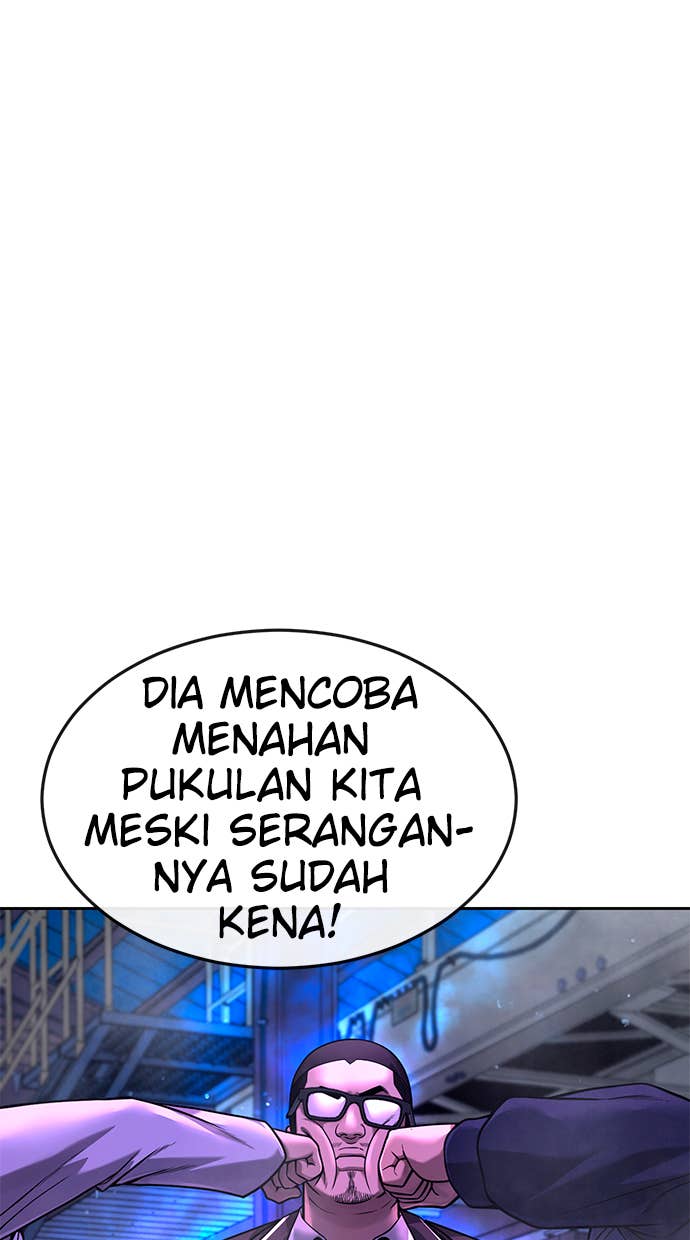 DIA MENCOBA
MENAHAN
PUKULAN KITA
MESKI SERANGAN-
NYA SUDAH
KENA!